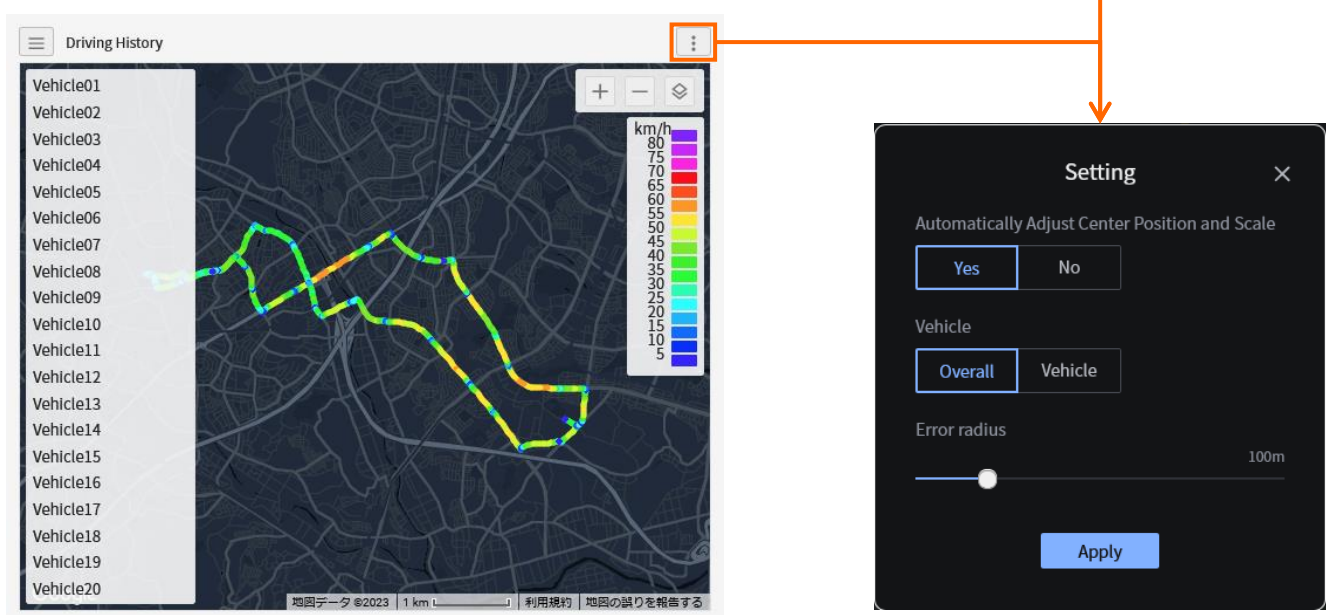 Driving History
Vehicle01
Vehicle02
Vehicle03
Vehicle04
Vehicle05
Vehicle06
Vehicle07
Vehicle08
Vehicle09
Vehicle10
Vehicle11
Vehicle12
Vehicle13
Vehicle14
Vehicle15
Vehicle16
Vehicle17
Vehicle18
Vehicle19
Vehicle20
km/h
80
75
70
65
60
55
50
45
40
35
30
25
20
15
10
5
Google
地図データ ©2023 1 km 利用規約 地図の誤りを報告する
Setting
Automatically Adjust Center Position and Scale
Yes No
Vehicle
Overall Vehicle
Error radius
100m
Apply